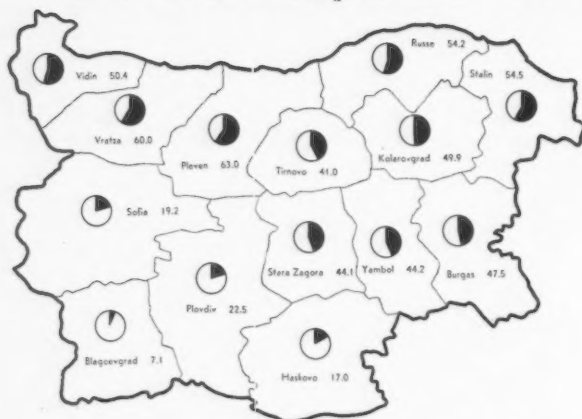 Russe 54.2
Stalin 54.5
Vidin 50.4
Vratza 60.0
Pleven 63.0
Tirnovo 41.0
Kolarovgrad 49.9
Sofia 19.2
Stara Zagora 44.1
Yambol 44.2
Burgas 47.5
Plovdiv 22.5
Blagoevgrad 7.1
Haskovo 17.0